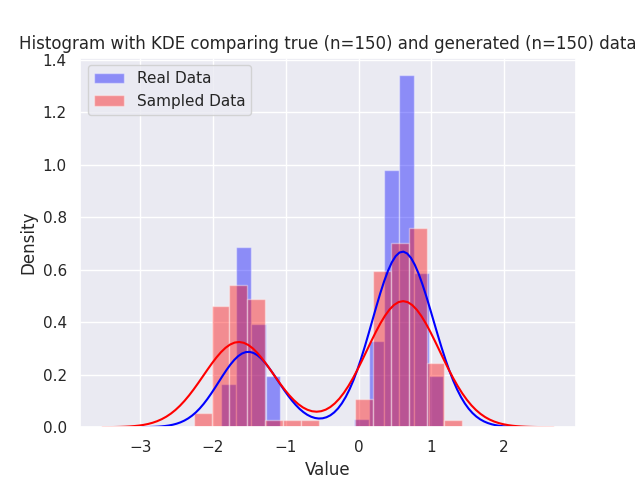 Histogram with KDE comparing true (n=150) and generated (n=150) data
Real Data
Sampled Data
Density
1.4
1.2
1.0
0.8
0.6
0.4
0.2
0.0
−3 −2 −1 0 1 2
Value